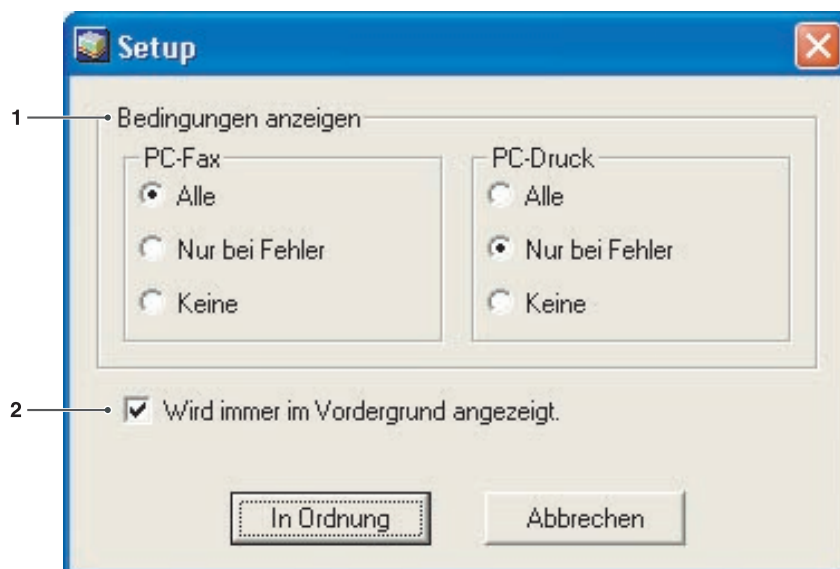 Setup
1
Bedingungen anzeigen
PC-Fax
Alle
Nur bei Fehler
Keine
PC-Druck
Alle
Nur bei Fehler
Keine
2
Wird immer im Vordergrund angezeigt.
In Ordnung
Abbrechen